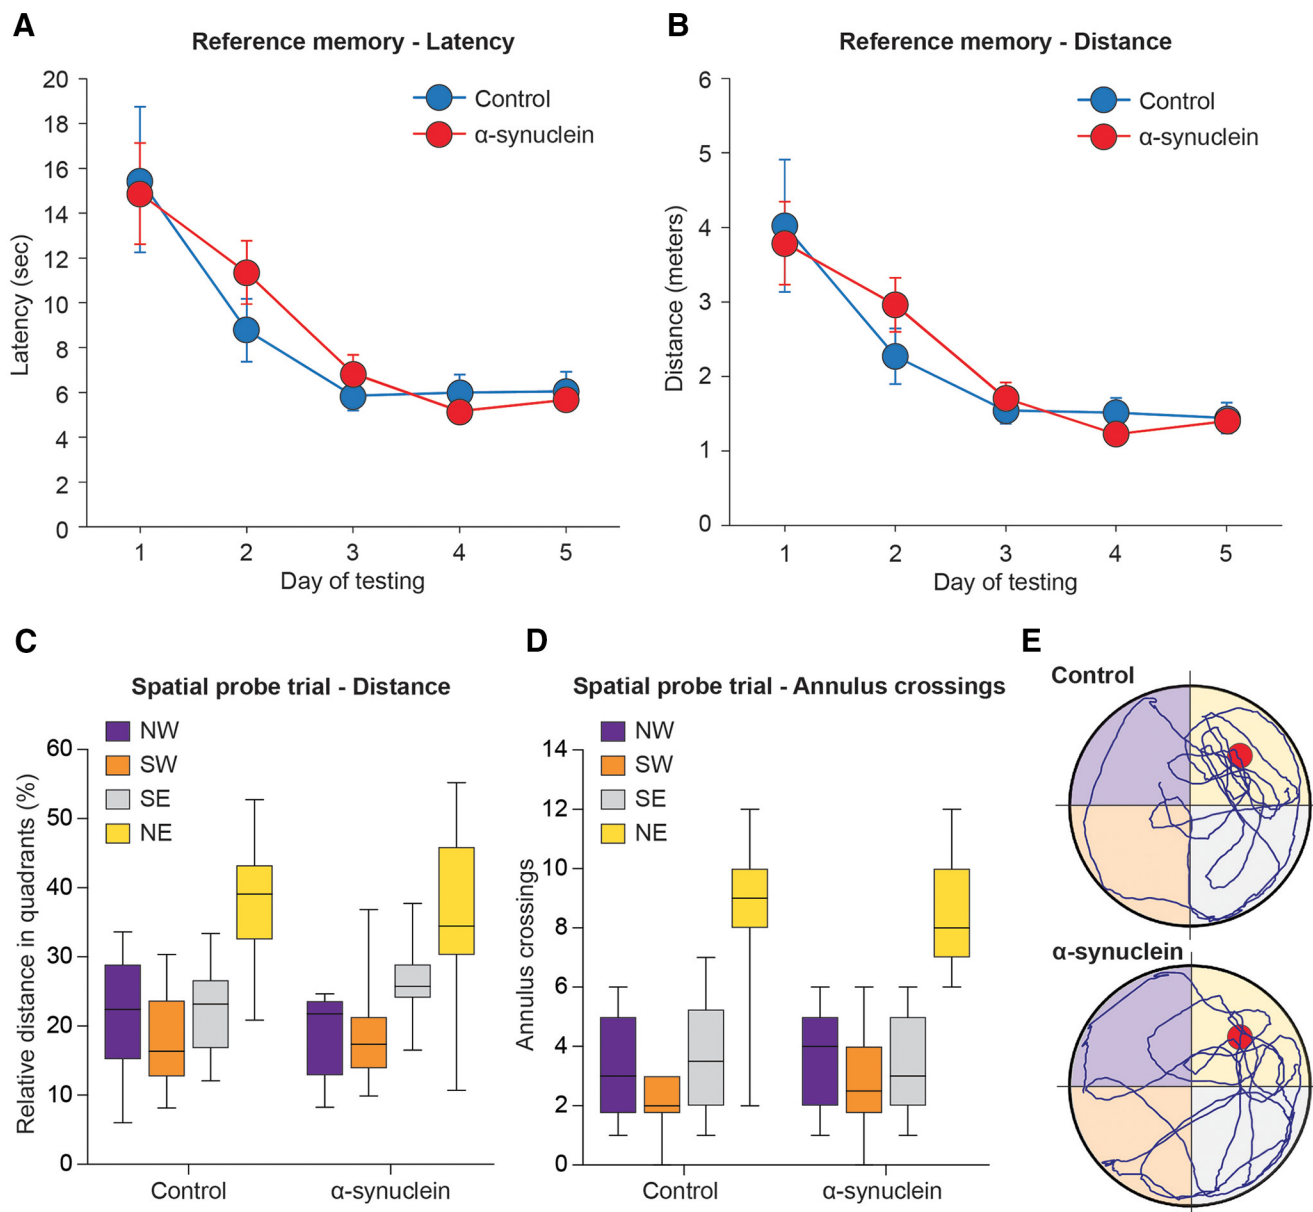 A
Reference memory - Latency
Control
α-synuclein
Latency (sec)
20
18
16
14
12
10
8
6
4
2
0
1 2 3 4 5
Day of testing
B
Reference memory - Distance
Control
α-synuclein
Distance (meters)
6
5
4
3
2
1
0
1 2 3 4 5
Day of testing
C
Spatial probe trial - Distance
NW
SW
SE
NE
Relative distance in quadrants (%)
60
50
40
30
20
10
0
Control α-synuclein
D
Spatial probe trial - Annulus crossings
NW
SW
SE
NE
Annulus crossings
14
12
10
8
6
4
2
0
Control α-synuclein
E
Control
α-synuclein